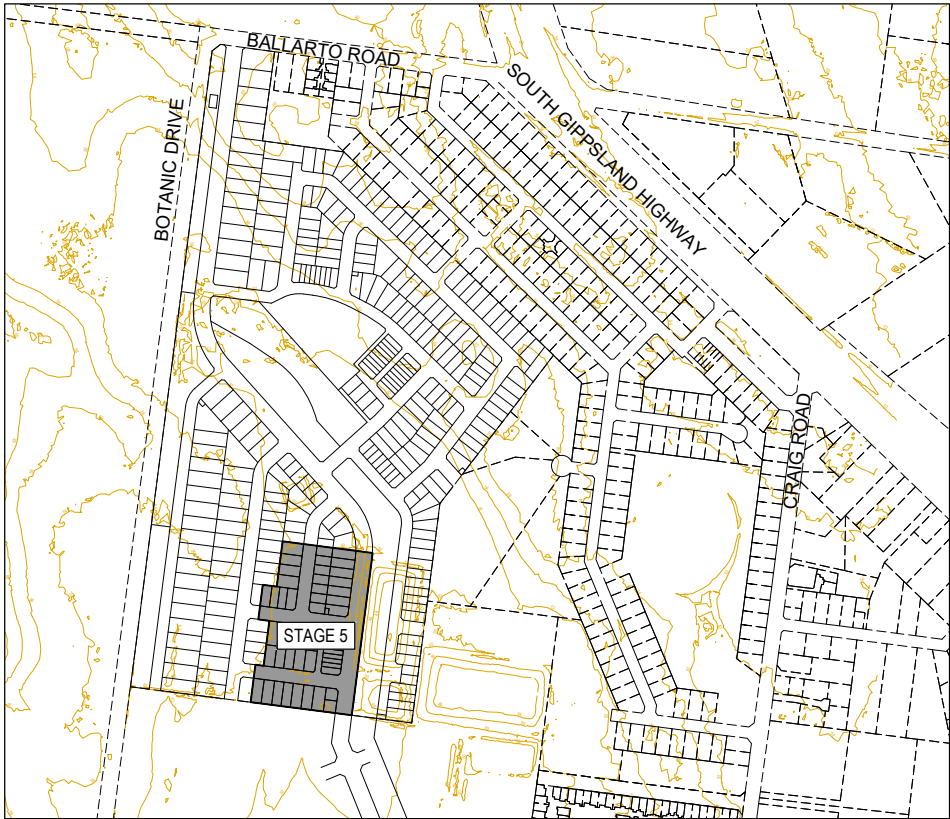 BALLARTO ROAD
SOUTH GIPPSLAND HIGHWAY
BOTANIC DRIVE
CRAIG ROAD
STAGE 5